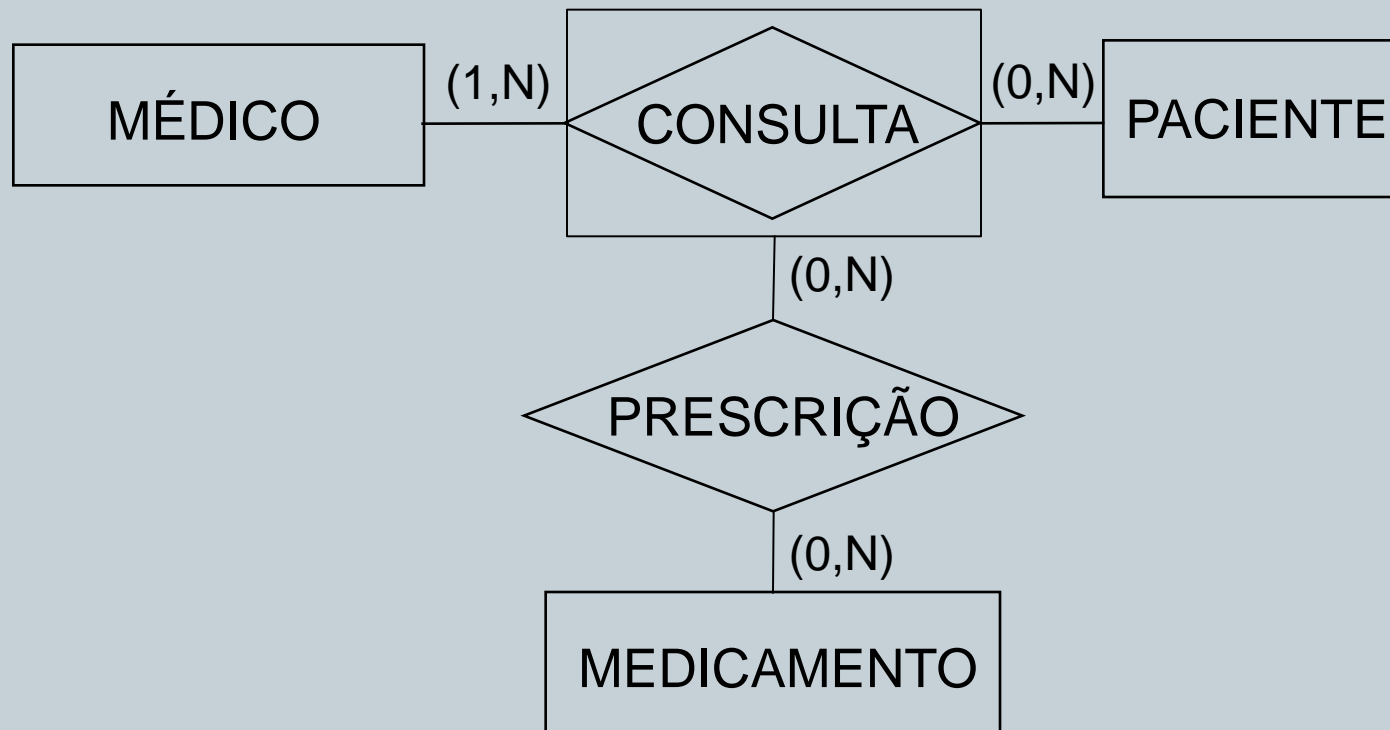 MÉDICO (1,N) CONSULTA (0,N) PACIENTE
(0,N)
PRESCRIÇÃO
(0,N)
MEDICAMENTO